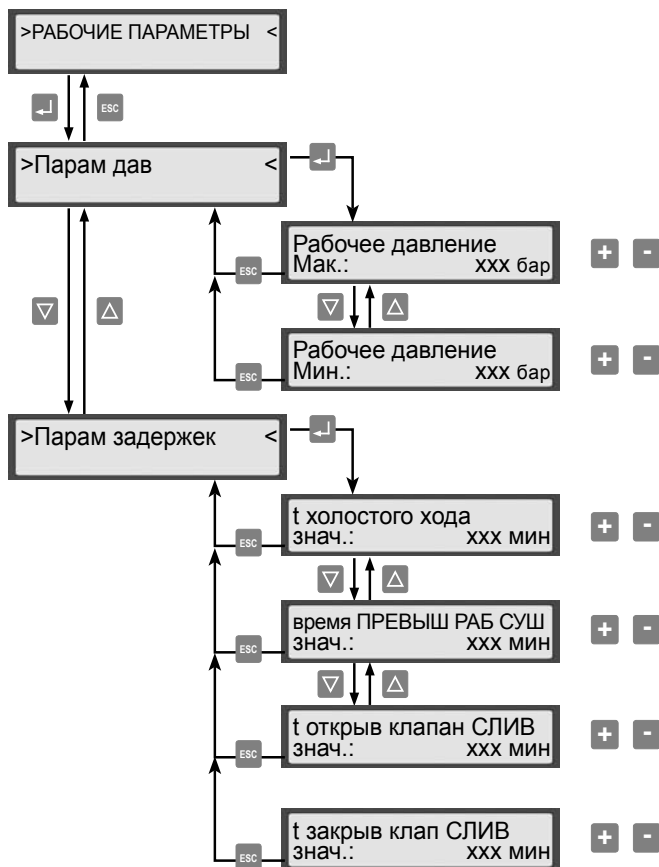 >РАБОЧИЕ ПАРАМЕТРЫ <
ESC
>Парам дав <
Рабочее давление
Мак.: xxx бар
+ -
ESC
Рабочее давление
Мин.: xxx бар
+ -
ESC
>Парам задержек <
t холостого хода
знач.: xxx мин
+ -
ESC
время ПРЕВЫШ РАБ СУШ
знач.: xxx мин
+ -
ESC
t открыв клапан СЛИВ
знач.: xxx мин
+ -
ESC
t закрыв клап СЛИВ
знач.: xxx мин
+ -
ESC